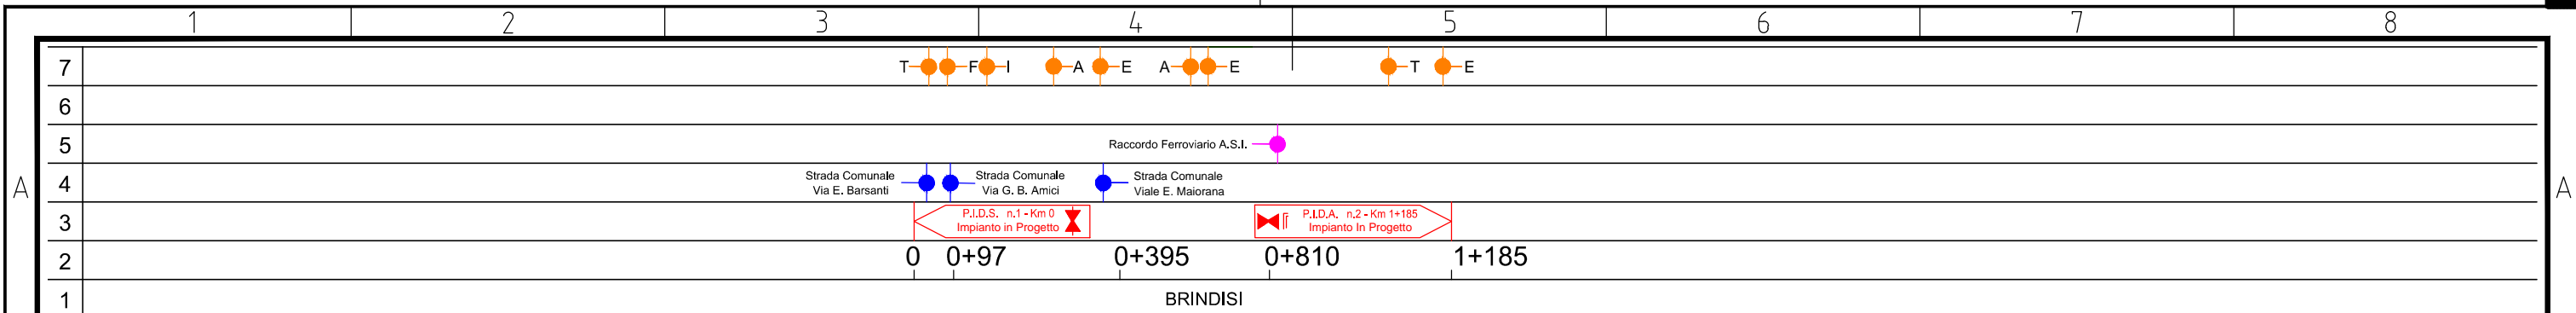 1 2 3 4 5 6 7 8
7 T F I A E A E T E
6
5 Raccordo Ferroviario A.S.I.
A A
4 Strada Comunale Strada Comunale Strada Comunale
Via E. Barsanti Via G. B. Amici Viale E. Maiorana
3 P.I.D.S. n.1 - Km 0 P.I.D.A. n.2 - Km 1+185
Impianto in Progetto Impianto In Progetto
2 0 0+97 0+395 0+810 1+185
1 BRINDISI